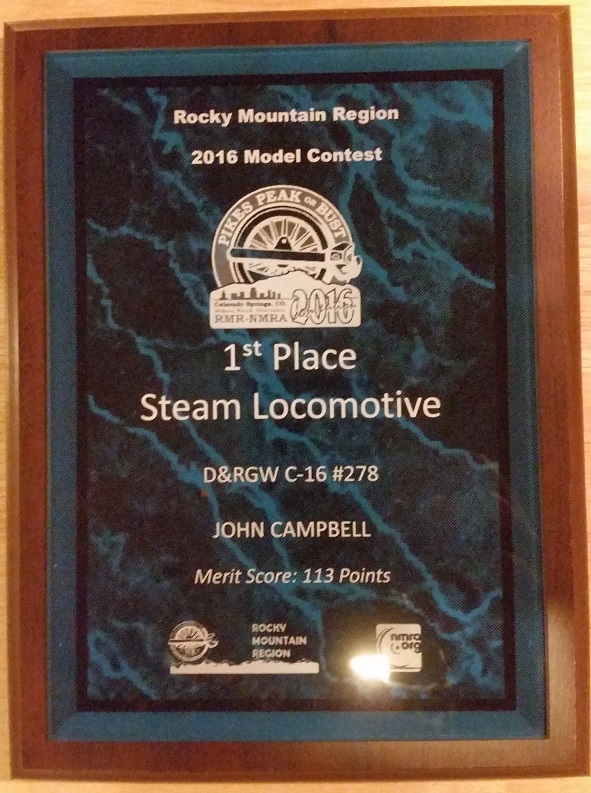 Rocky Mountain Region
2016 Model Contest
PIKES PEAK OR BUST
2016
Colorado Springs, CO.
RMR-NMRA
1st Place
Steam Locomotive
D&RGW C-16 #278
JOHN CAMPBELL
Merit Score: 113 Points
ROCKY
MOUNTAIN
REGION
nmra
org